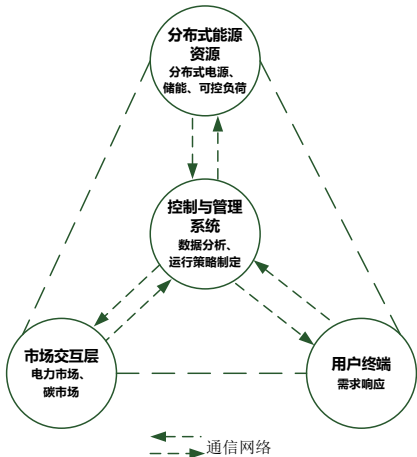 分布式能源
资源
分布式电源、
储能、可控负荷
控制与管理
系统
数据分析、
运行策略制定
市场交互层
电力市场、
碳市场
用户终端
需求响应
通信网络